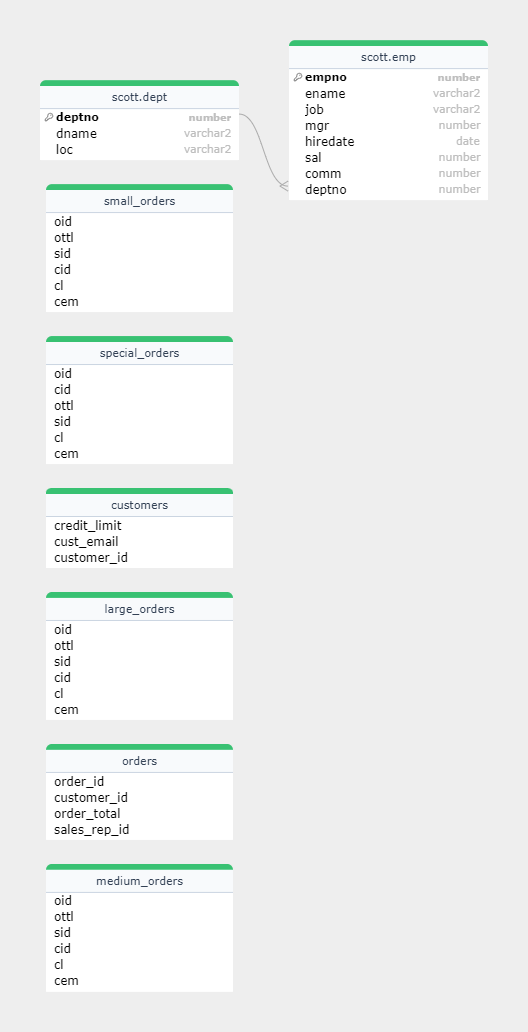 scott.dept
deptno number
dname varchar2
loc varchar2
scott.emp
empno number
ename varchar2
job varchar2
mgr number
hiredate date
sal number
comm number
deptno number
small_orders
oid
ottl
sid
cid
cl
cem
special_orders
oid
cid
ottl
sid
cl
cem
customers
credit_limit
cust_email
customer_id
large_orders
oid
ottl
sid
cid
cl
cem
orders
order_id
customer_id
order_total
sales_rep_id
medium_orders
oid
ottl
sid
cid
cl
cem